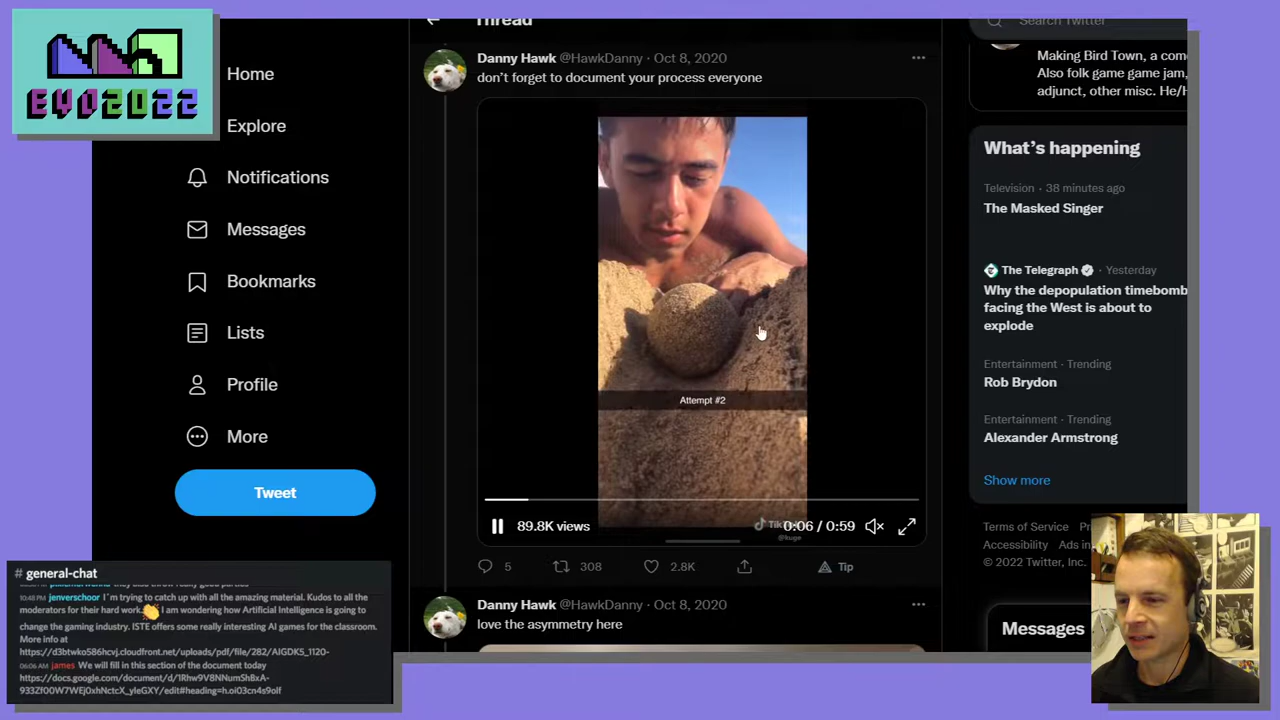 EVO2022
Home
Explore
Notifications
Messages
Bookmarks
Lists
Profile
More
Tweet
Thread
Danny Hawk @HawkDanny · Oct 8, 2020
don't forget to document your process everyone
Attempt #2
TikTok
@kuge
89.8K views
0:06 / 0:59
5
308
2.8K
Tip
Danny Hawk @HawkDanny · Oct 8, 2020
love the asymmetry here
Search Twitter
Making Bird Town, a com
Also folk game game jam,
adjunct, other misc. He/H
What's happening
Television · 38 minutes ago
The Masked Singer
The Telegraph · Yesterday
Why the depopulation timebomb
facing the West is about to
explode
Entertainment · Trending
Rob Brydon
Entertainment · Trending
Alexander Armstrong
Show more
Terms of Service Pr
Accessibility Ads in
© 2022 Twitter, Inc.
Messages
# general-chat
they also throw really good parties
10:48 PM jenverschoor I'm trying to catch up with all the amazing material. Kudos to all the
moderators for their hard work. I am wondering how Artificial Intelligence is going to
change the gaming industry. ISTE offers some really interesting AI games for the classroom.
More info at
https://d3btwko586hcvj.cloudfront.net/uploads/pdf/file/282/AIGDK5_1120-
06:06 AM james We will fill in this section of the document today
https://docs.google.com/document/d/1Rhw9V8NNumShBxA-
933Zf00W7WEj0xhNctcX_yleGXY/edit#heading=h.oi03cn4s9olf